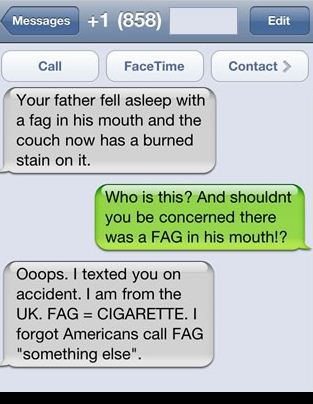 Messages +1 (858) Edit
Call FaceTime Contact
Your father fell asleep with
a fag in his mouth and the
couch now has a burned
stain on it.
Who is this? And shouldnt
you be concerned there
was a FAG in his mouth!?
Ooops. I texted you on
accident. I am from the
UK. FAG = CIGARETTE. I
forgot Americans call FAG
"something else".